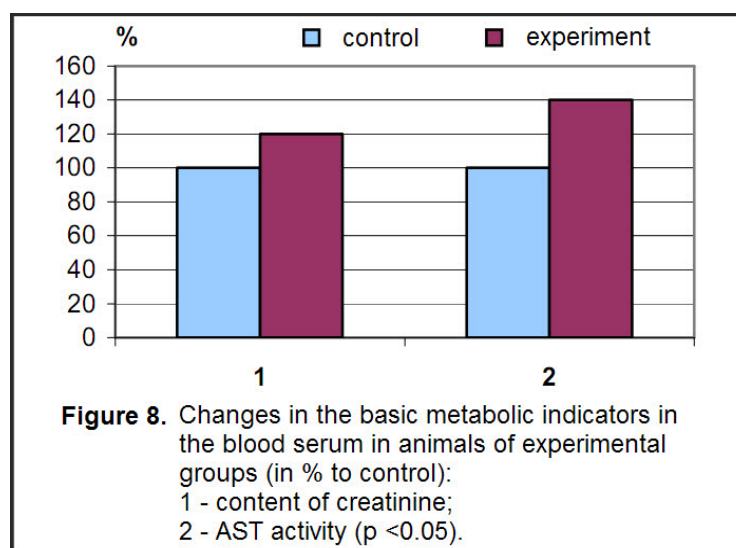 % control experiment
160
140
120
100
80
60
40
20
0
1 2
Figure 8. Changes in the basic metabolic indicators in
the blood serum in animals of experimental
groups (in % to control):
1 - content of creatinine;
2 - AST activity (p <0.05).